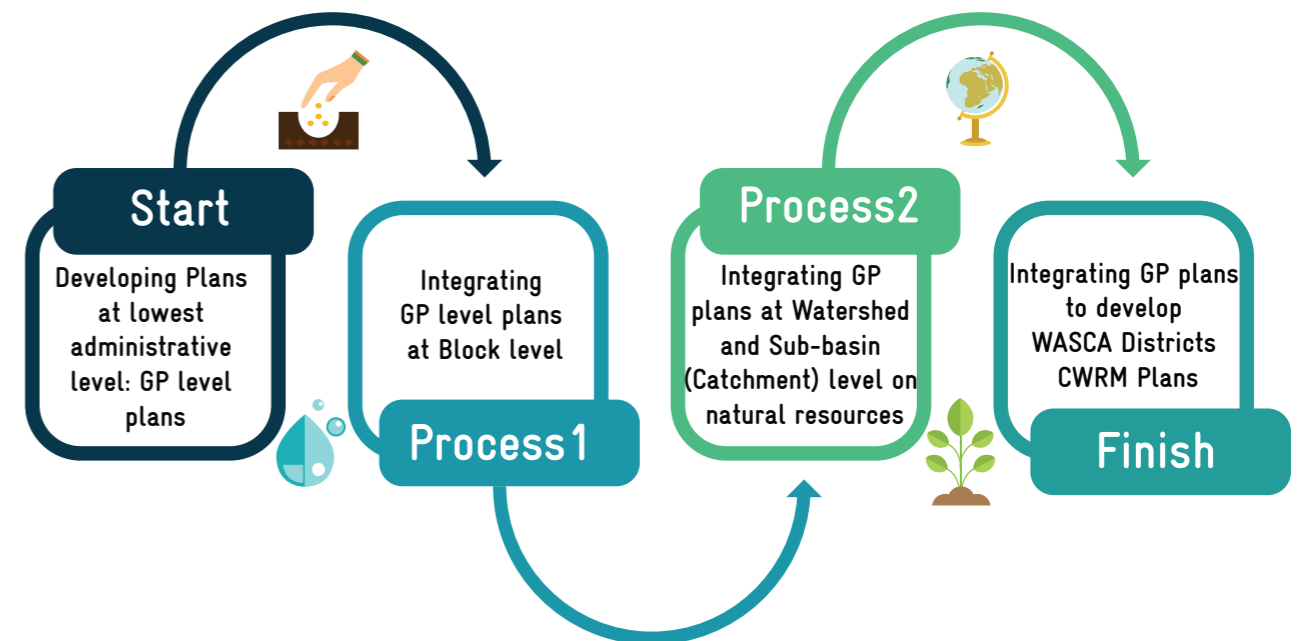 Start
Developing Plans
at lowest
administrative
level: GP level
plans
Integrating
GP level plans
at Block level
Process1
Process2
Integrating GP
plans at Watershed
and Sub-basin
(Catchment) level on
natural resources
Integrating GP plans
to develop
WASCA Districts
CWRM Plans
Finish